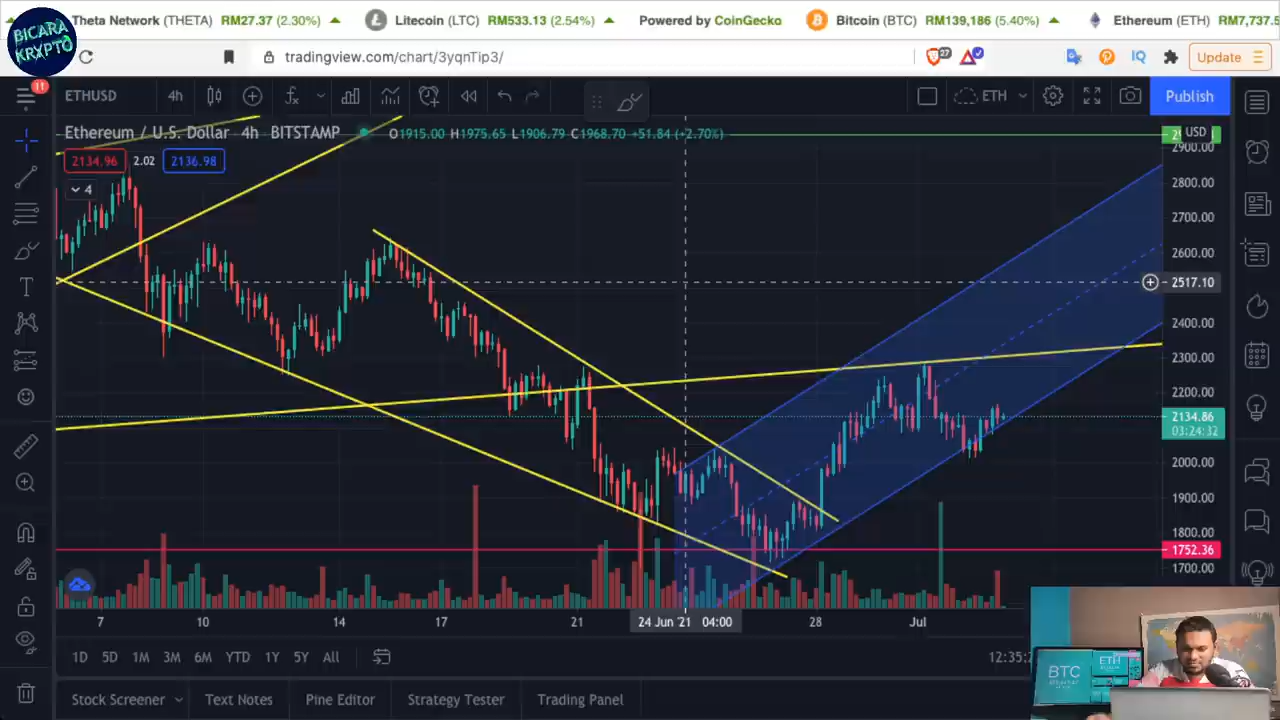 Theta Network (THETA) RM27.37 (2.30%) Litecoin (LTC) RM533.13 (2.54%) Powered by CoinGecko Bitcoin (BTC) RM139,186 (5.40%) Ethereum (ETH) RM7,737.5
BICARA
KRYPTO
tradingview.com/chart/3yqnTip3/ 27 IQ Update
11 ETHUSD 4h ETH Publish
Ethereum / U.S. Dollar 4h BITSTAMP O1915.00 H1975.65 L1906.79 C1968.70 +51.84 (+2.70%) USD
2900.00
2134.96 2.02 2136.98
4
2800.00
2700.00
2600.00
2517.10
2400.00
2300.00
2200.00
2134.86
03:24:32
2000.00
1900.00
1800.00
1752.36
1700.00
7 10 14 17 21 24 Jun '21 04:00 28 Jul
1D 5D 1M 3M 6M YTD 1Y 5Y All 12:35:2
BTC ETH
Stock Screener Text Notes Pine Editor Strategy Tester Trading Panel